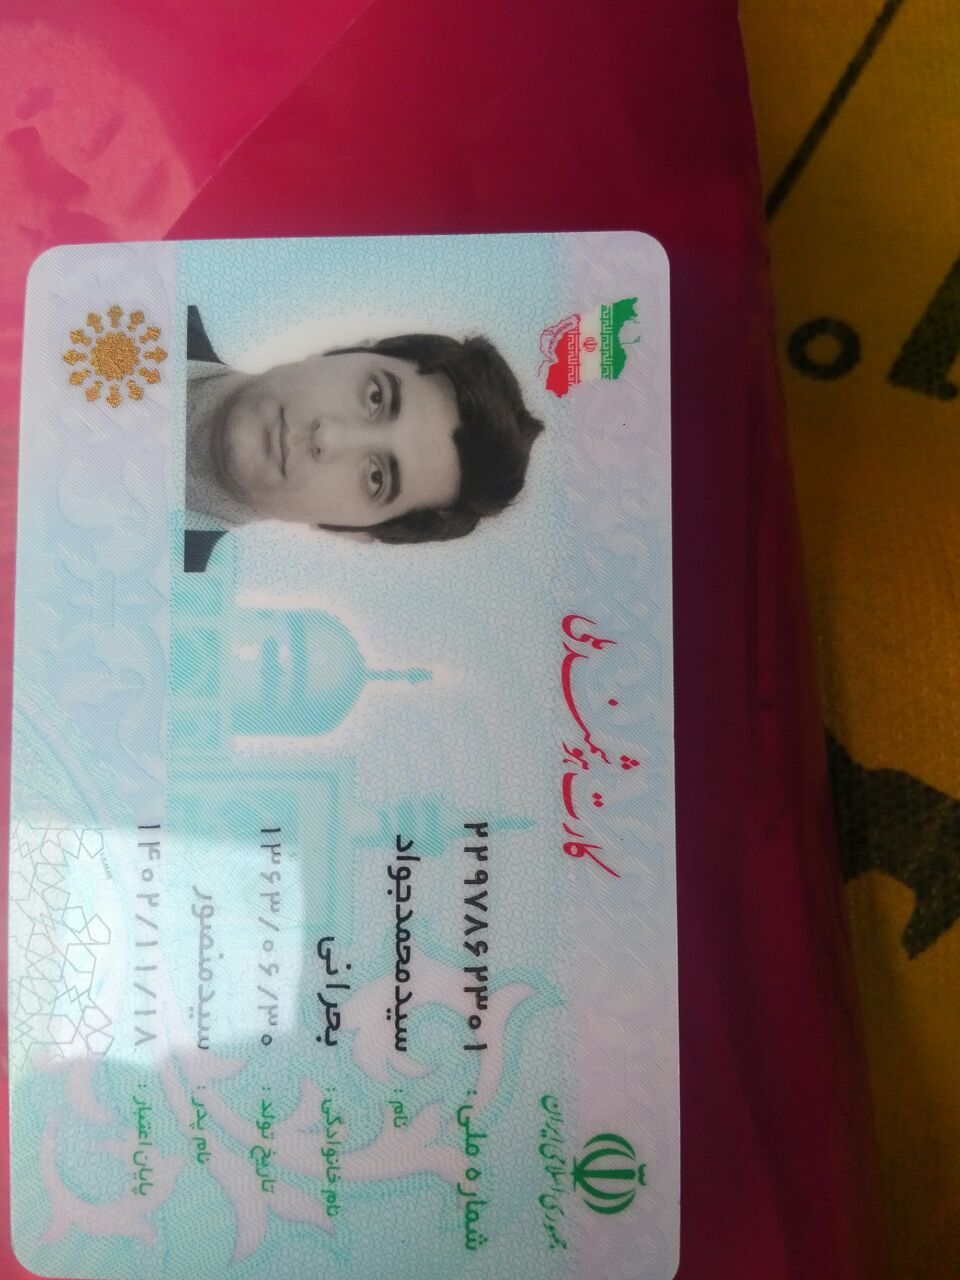 جمهوری اسلامی ایران
کارت هوشمند ملی
شماره ملی: ۲۲۹۷۸۶۲۳۰۱
نام: سیدمحمدجواد
نام خانوادگی: بحرانی
تاریخ تولد: ۱۳۶۳/۰۶/۳۰
نام پدر: سیدمنصور
پایان اعتبار: ۱۴۰۲/۱۱/۱۸